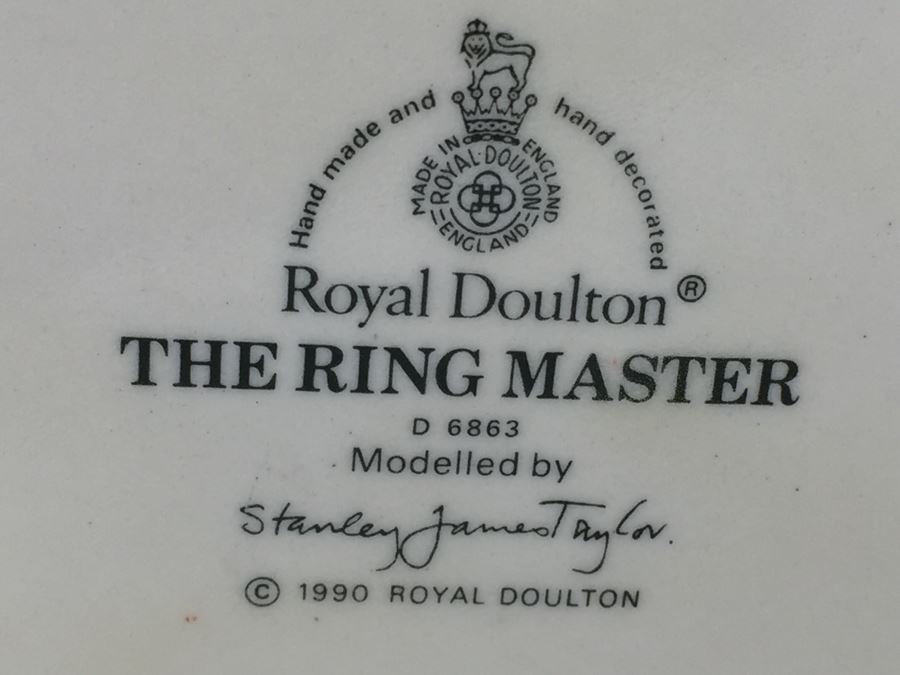 Hand made and hand decorated
MADE IN ENGLAND
ROYAL·DOULTON
ENGLAND
Royal Doulton®
THE RING MASTER
D 6863
Modelled by
Stanley James Taylor.
© 1990 ROYAL DOULTON